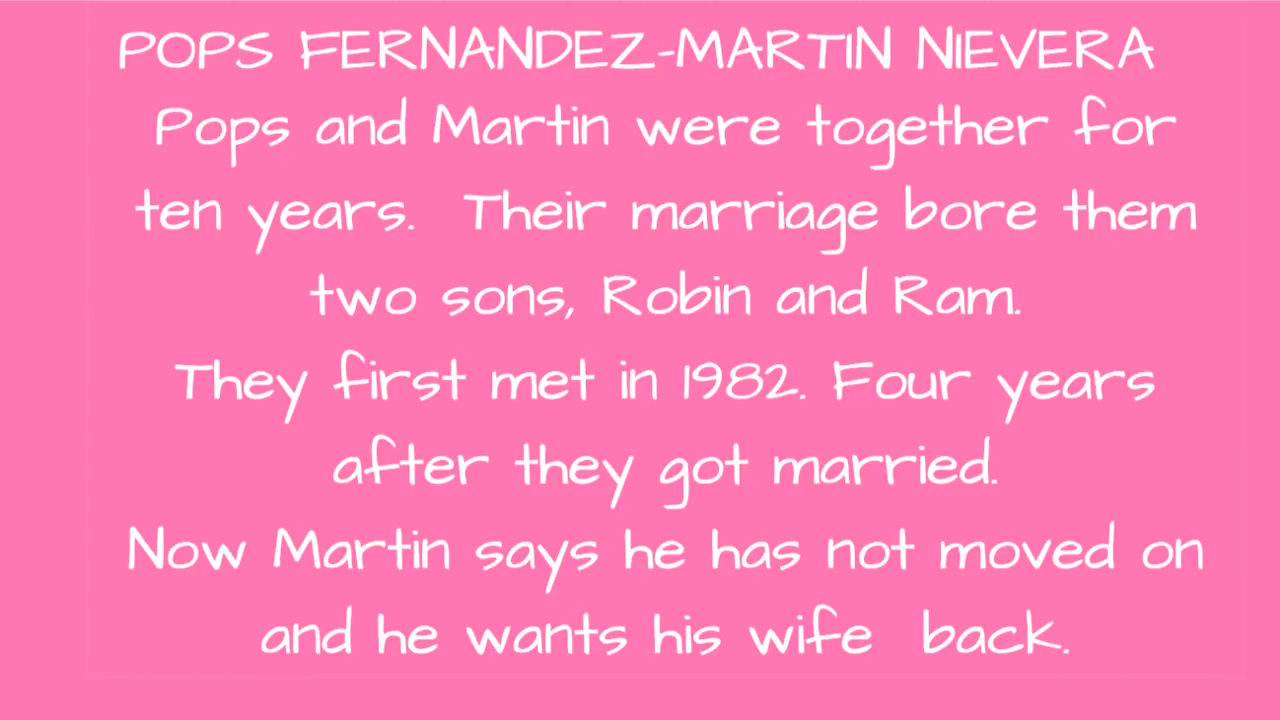 POPS FERNANDEZ-MARTIN NIEVERA
Pops and Martin were together for
ten years. Their marriage bore them
two sons, Robin and Ram.
They first met in 1982. Four years
after they got married.
Now Martin says he has not moved on
and he wants his wife back.